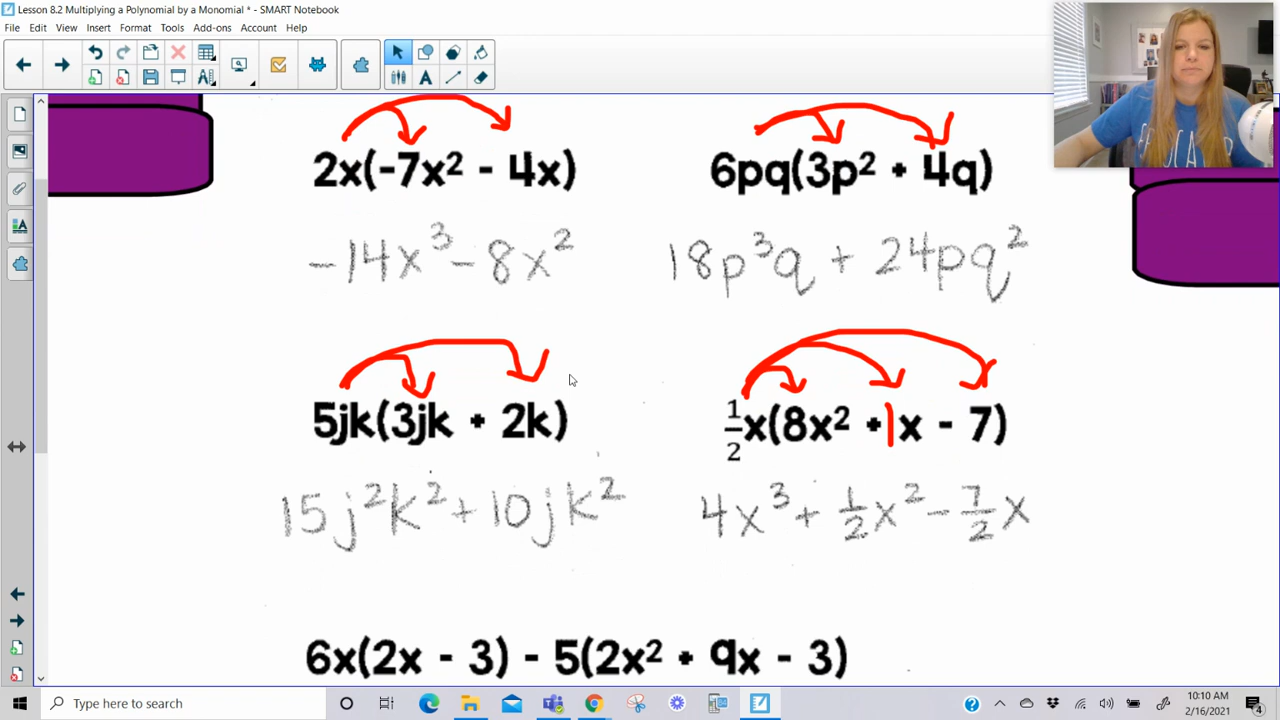 Lesson 8.2 Multiplying a Polynomial by a Monomial * - SMART Notebook
File Edit View Insert Format Tools Add-ons Account Help
2x(-7x² - 4x)
6pq(3p² + 4q)
-14x³ - 8x²
18p³q + 24pq²
5jk(3jk + 2k)
½x(8x² + 1x - 7)
15j²k² + 10jk²
4x³ + ½x² - 7/2x
6x(2x - 3) - 5(2x² + 9x - 3)
Type here to search
10:10 AM
2/16/2021
4